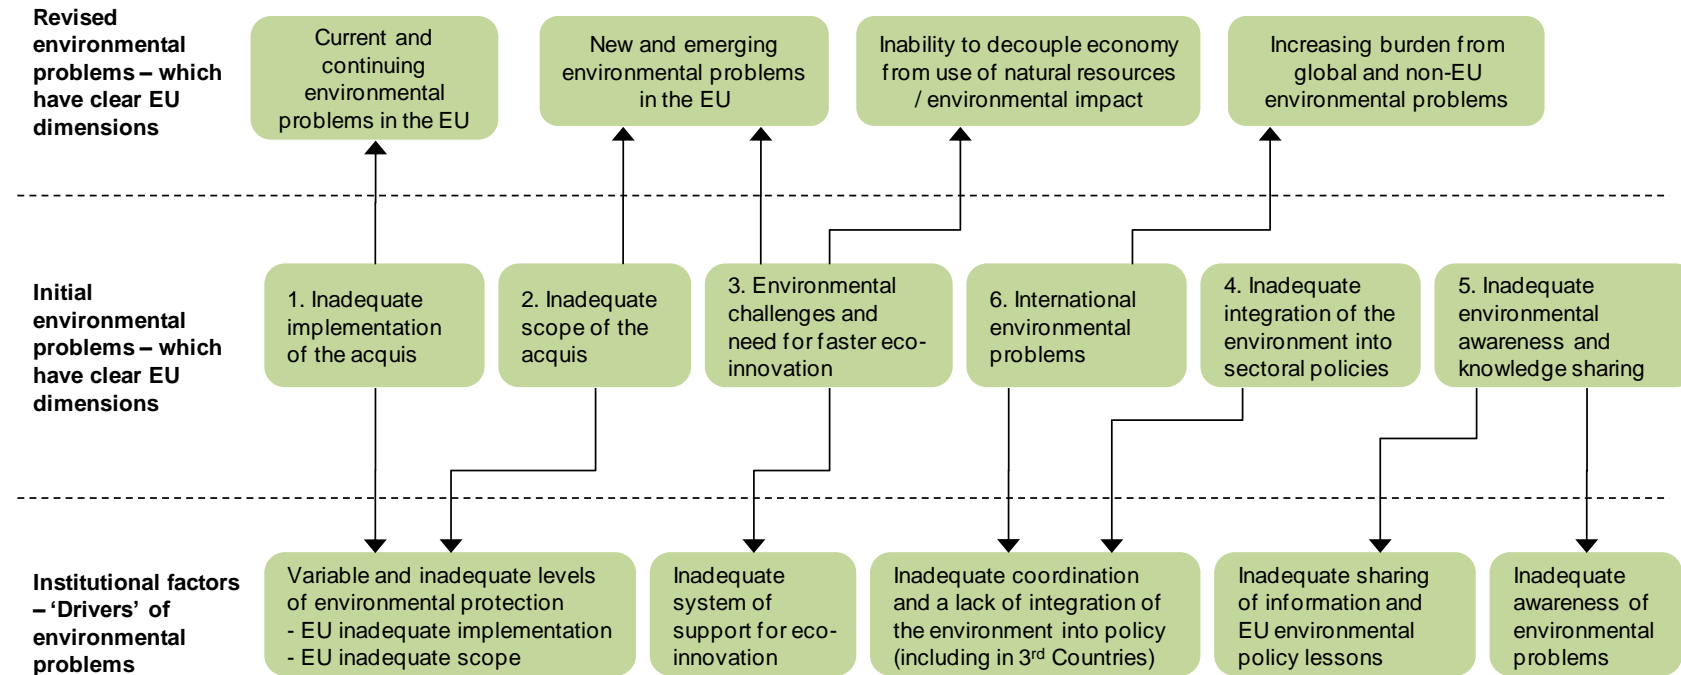 Revised
environmental
problems – which
have clear EU
dimensions
Current and
continuing
environmental
problems in the EU
New and emerging
environmental problems
in the EU
Inability to decouple economy
from use of natural resources
/ environmental impact
Increasing burden from
global and non-EU
environmental problems
Initial
environmental
problems – which
have clear EU
dimensions
1. Inadequate
implementation
of the acquis
2. Inadequate
scope of the
acquis
3. Environmental
challenges and
need for faster eco-
innovation
6. International
environmental
problems
4. Inadequate
integration of the
environment into
sectoral policies
5. Inadequate
environmental
awareness and
knowledge sharing
Institutional factors
– ‘Drivers’ of
environmental
problems
Variable and inadequate levels
of environmental protection
- EU inadequate implementation
- EU inadequate scope
Inadequate
system of
support for eco-
innovation
Inadequate coordination
and a lack of integration of
the environment into policy
(including in 3rd Countries)
Inadequate sharing
of information and
EU environmental
policy lessons
Inadequate
awareness of
environmental
problems